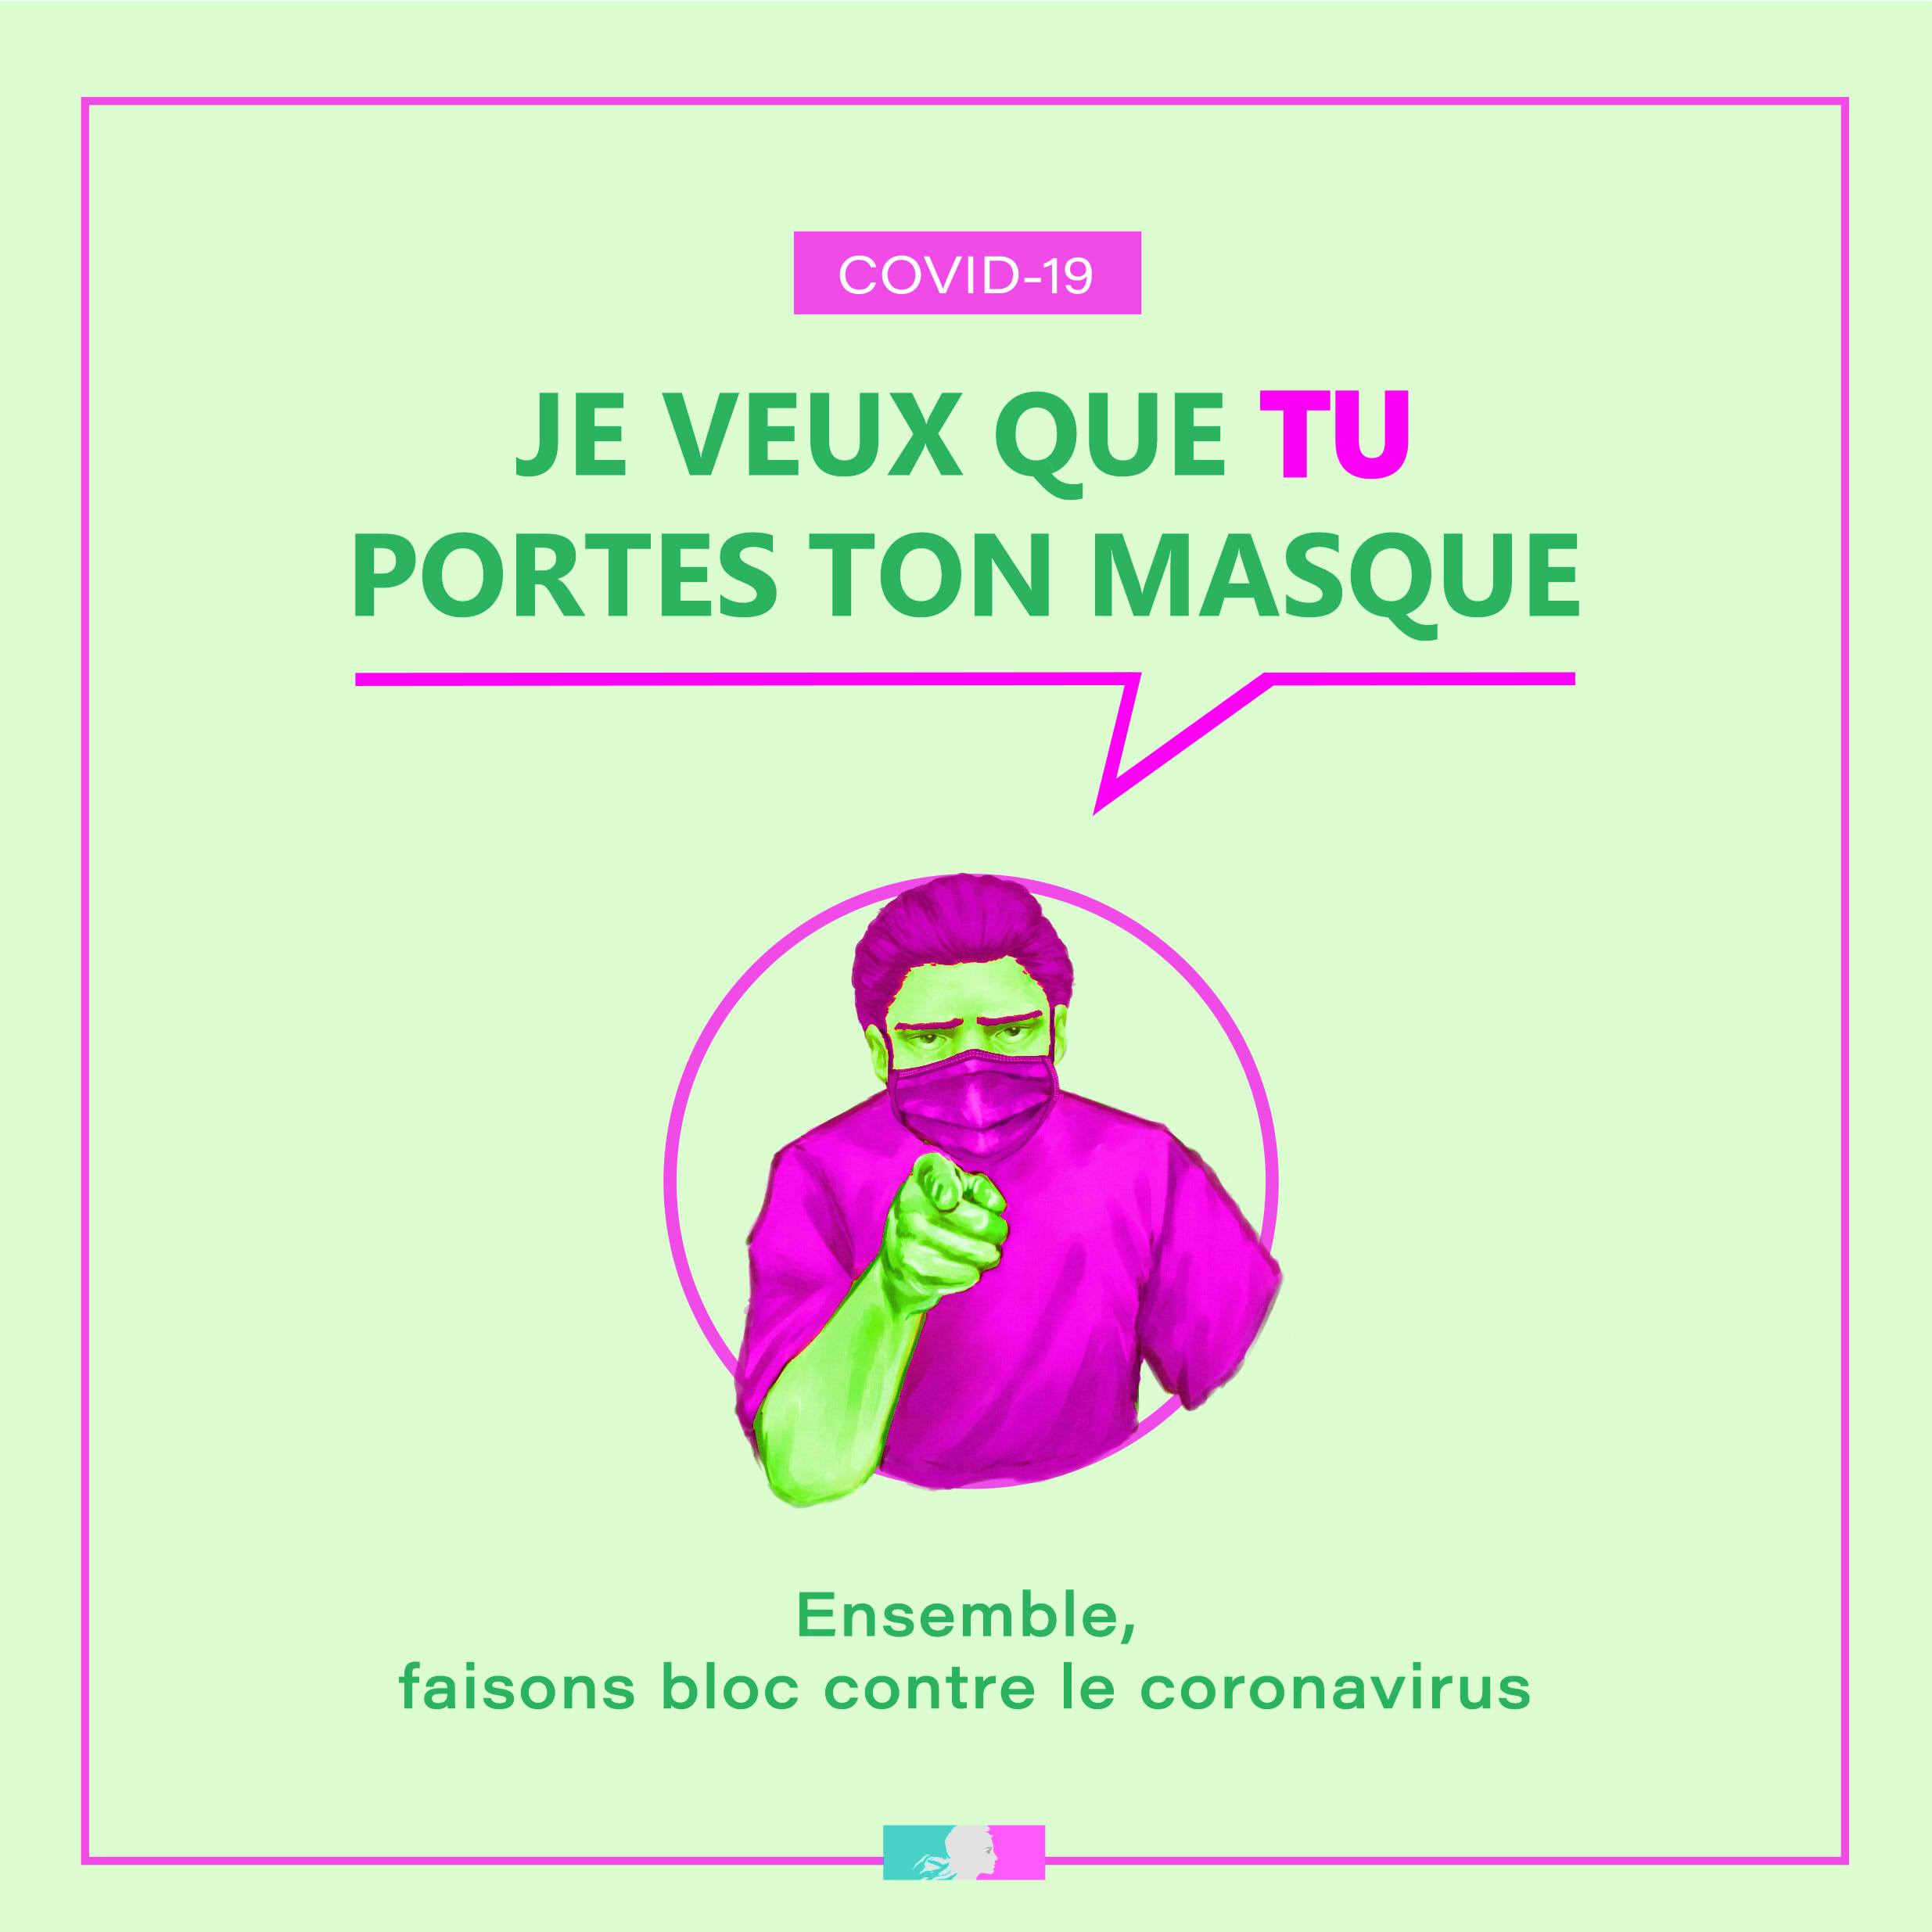 COVID-19
JE VEUX QUE TU
PORTES TON MASQUE
Ensemble,
faisons bloc contre le coronavirus